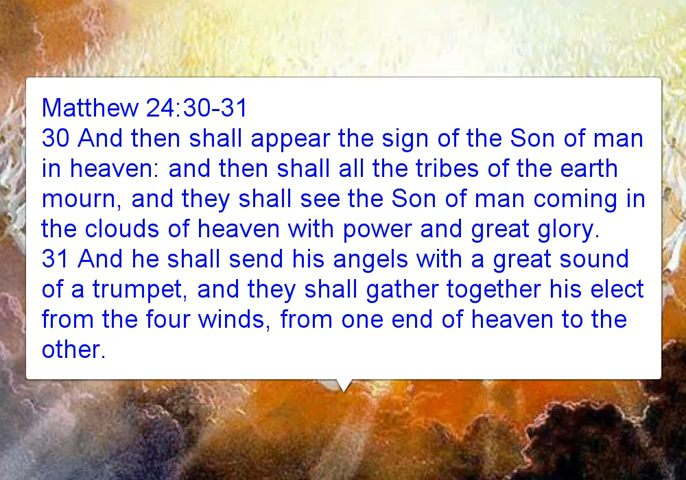 Matthew 24:30-31
30 And then shall appear the sign of the Son of man
in heaven: and then shall all the tribes of the earth
mourn, and they shall see the Son of man coming in
the clouds of heaven with power and great glory.
31 And he shall send his angels with a great sound
of a trumpet, and they shall gather together his elect
from the four winds, from one end of heaven to the
other.